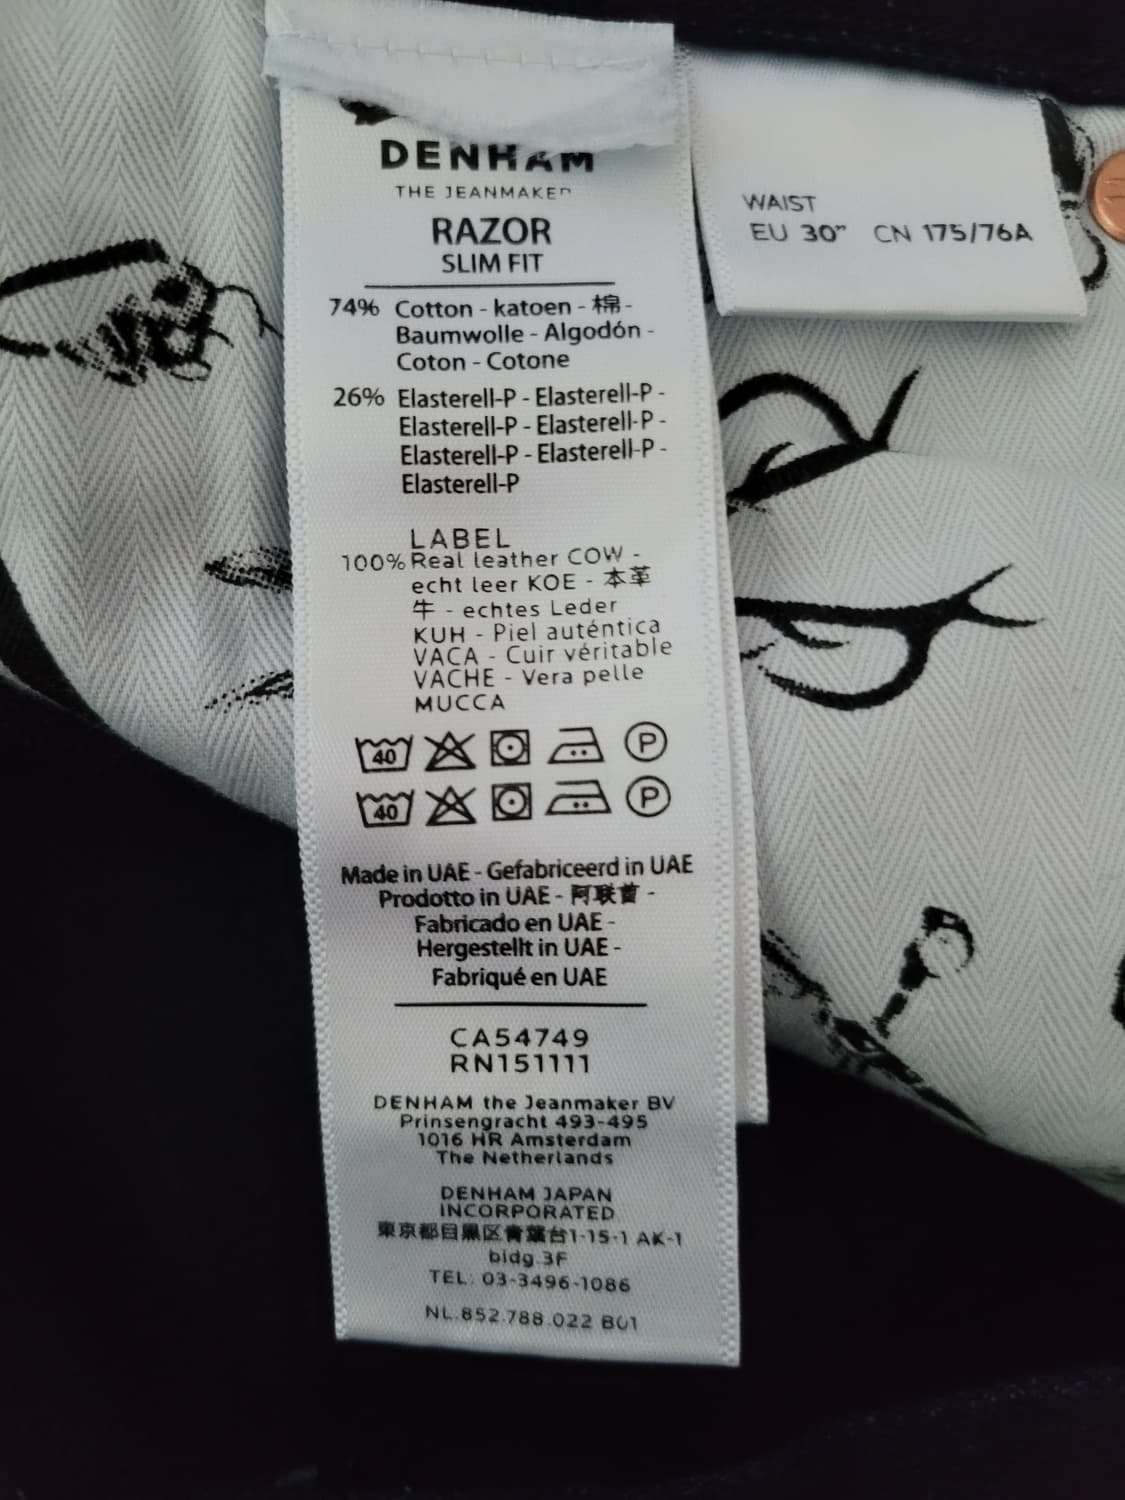 DENHAM
THE JEANMAKER
RAZOR
SLIM FIT
74% Cotton - katoen - 棉 -
Baumwolle - Algodón -
Coton - Cotone
26% Elasterell-P - Elasterell-P -
Elasterell-P - Elasterell-P -
Elasterell-P - Elasterell-P -
Elasterell-P
LABEL
100% Real leather COW -
echt leer KOE - 本革
牛 - echtes Leder
KUH - Piel auténtica
VACA - Cuir véritable
VACHE - Vera pelle
MUCCA
40 P
40 P
Made in UAE - Gefabriceerd in UAE
Prodotto in UAE - 阿联酋 -
Fabricado en UAE -
Hergestellt in UAE -
Fabriqué en UAE
CA54749
RN151111
DENHAM the Jeanmaker BV
Prinsengracht 493-495
1016 HR Amsterdam
The Netherlands
DENHAM JAPAN
INCORPORATED
東京都目黒区青葉台1-15-1 AK-1
bldg.3F
TEL: 03-3496-1086
NL.852.788.022 B01
WAIST
EU 30" CN 175/76A